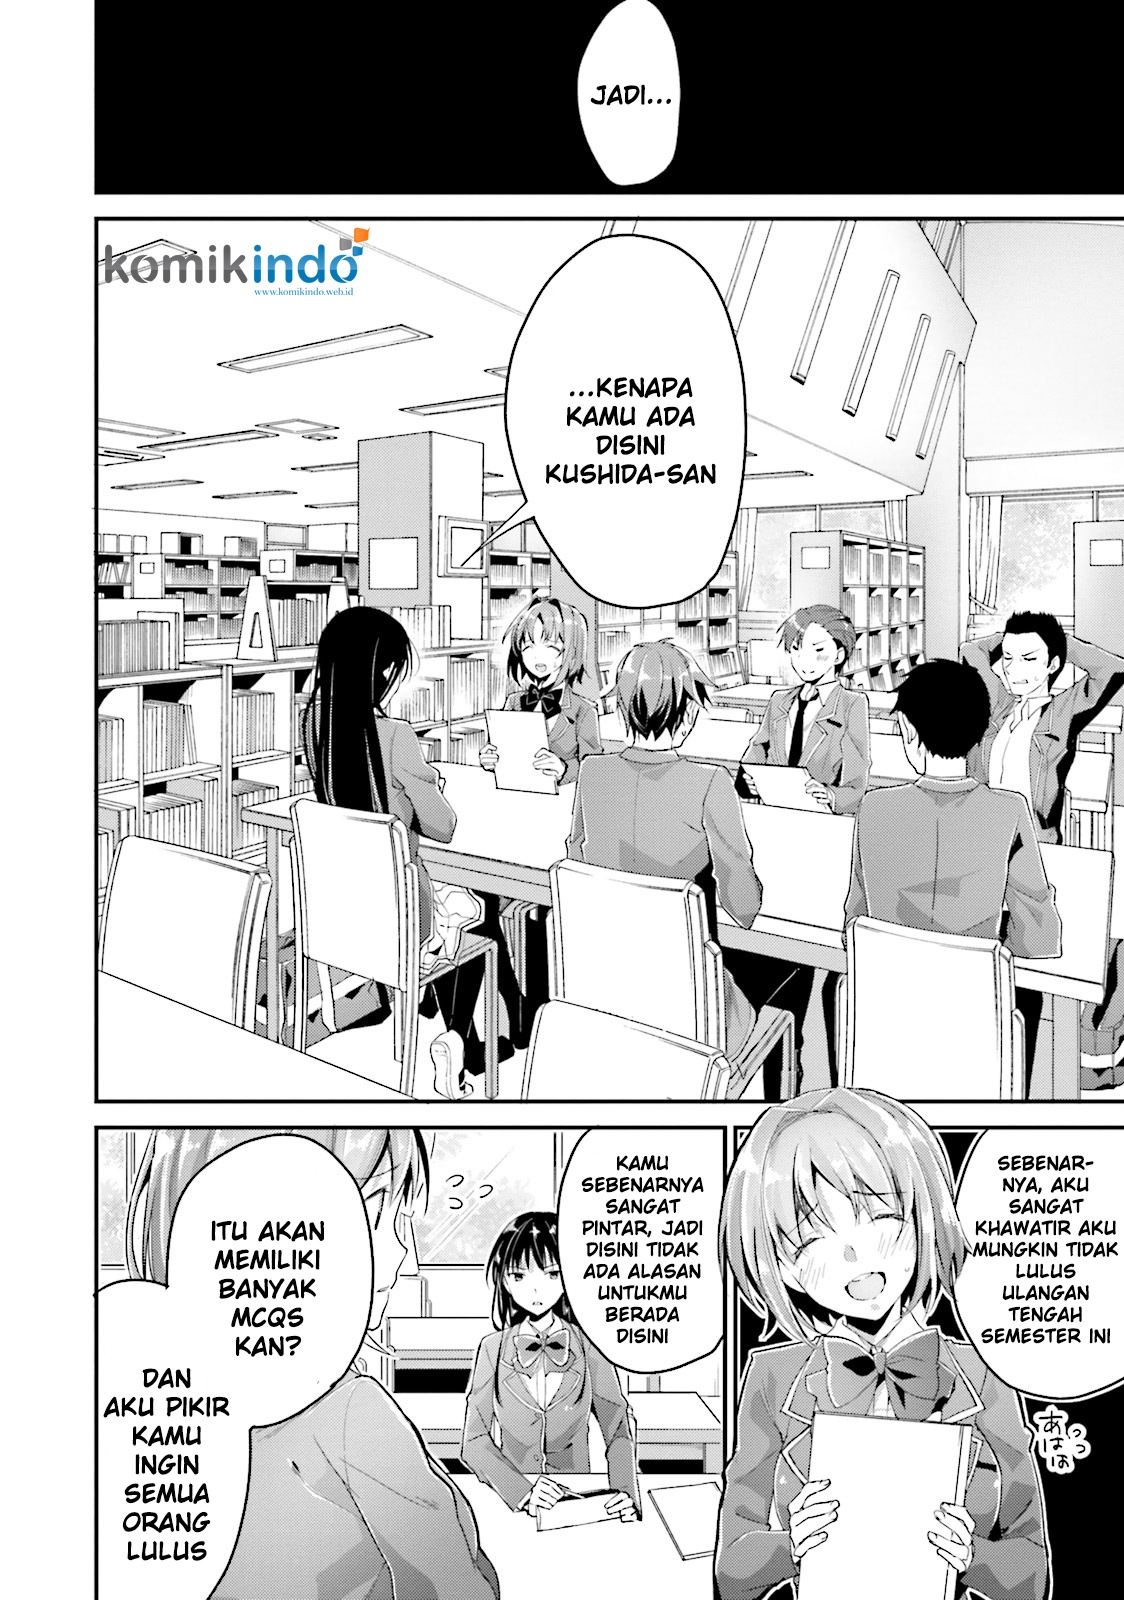 JADI...
komikindo
www.komikindo.web.id
...KENAPA
KAMU ADA
DISINI
KUSHIDA-SAN
SEBENAR-
NYA, AKU
SANGAT
KHAWATIR AKU
MUNGKIN TIDAK
LULUS
ULANGAN
TENGAH
SEMESTER INI
あはは
っっ
KAMU
SEBENARNYA
SANGAT
PINTAR, JADI
DISINI TIDAK
ADA ALASAN
UNTUKMU
BERADA
DISINI
ITU AKAN
MEMILIKI
BANYAK
MCQS
KAN?
DAN
AKU PIKIR
KAMU
INGIN
SEMUA
ORANG
LULUS